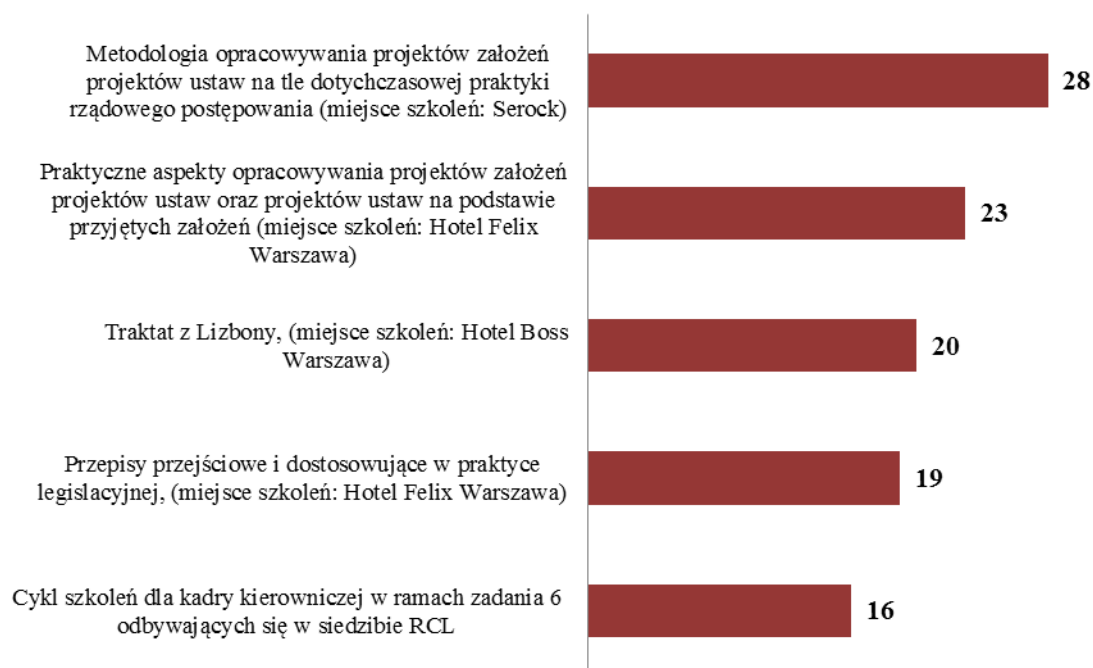 Metodologia opracowywania projektów założeń
projektów ustaw na tle dotychczasowej praktyki
rządowego postępowania (miejsce szkoleń: Serock)
28
Praktyczne aspekty opracowywania projektów założeń
projektów ustaw oraz projektów ustaw na podstawie
przyjętych założeń (miejsce szkoleń: Hotel Felix
Warszawa)
23
Traktat z Lizbony, (miejsce szkoleń: Hotel Boss
Warszawa)
20
Przepisy przejściowe i dostosowujące w praktyce
legislacyjnej, (miejsce szkoleń: Hotel Felix Warszawa)
19
Cykl szkoleń dla kadry kierowniczej w ramach zadania 6
odbywających się w siedzibie RCL
16